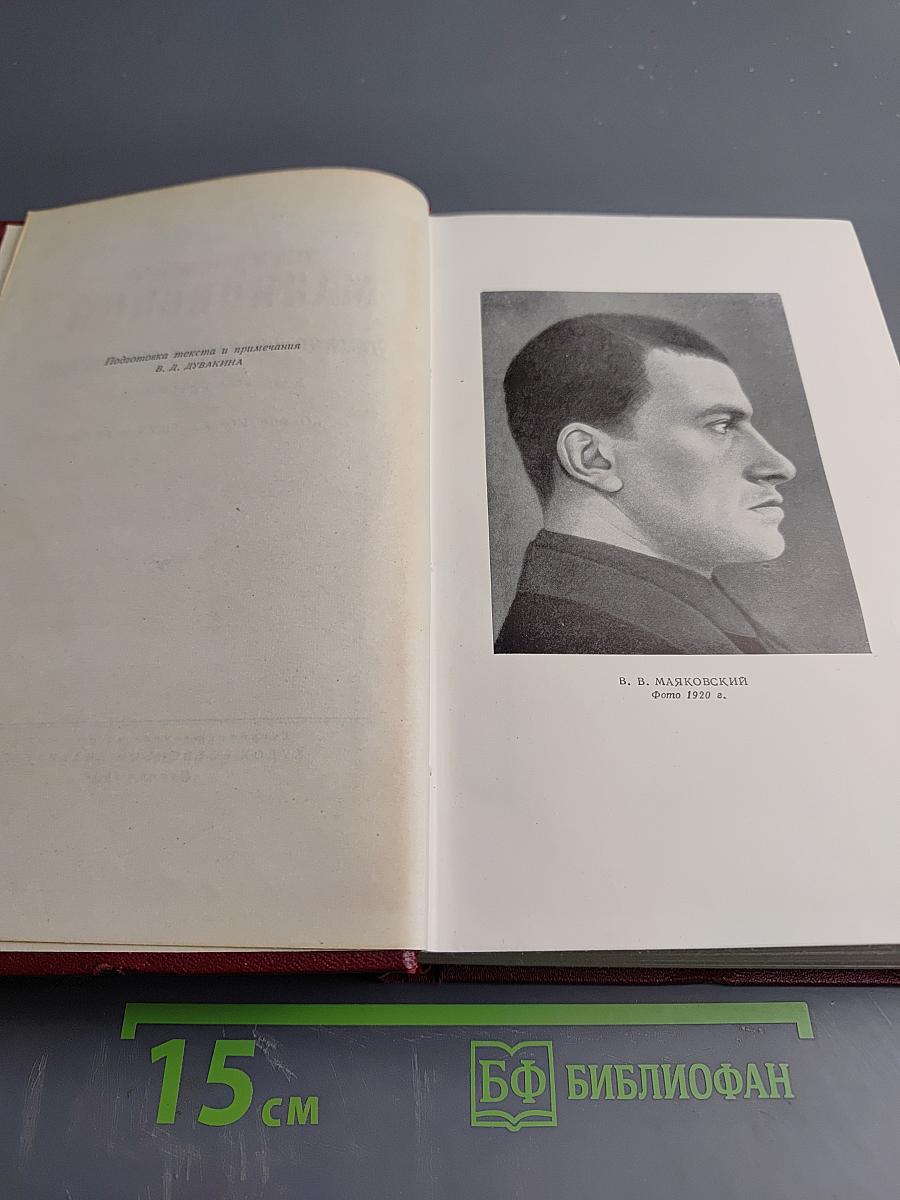 Подготовка текста и примечания
В. Д. ДУВАКИНА
В. В. МАЯКОВСКИЙ
Фото 1920 г.
15 см
БФ БИБЛИОФАН